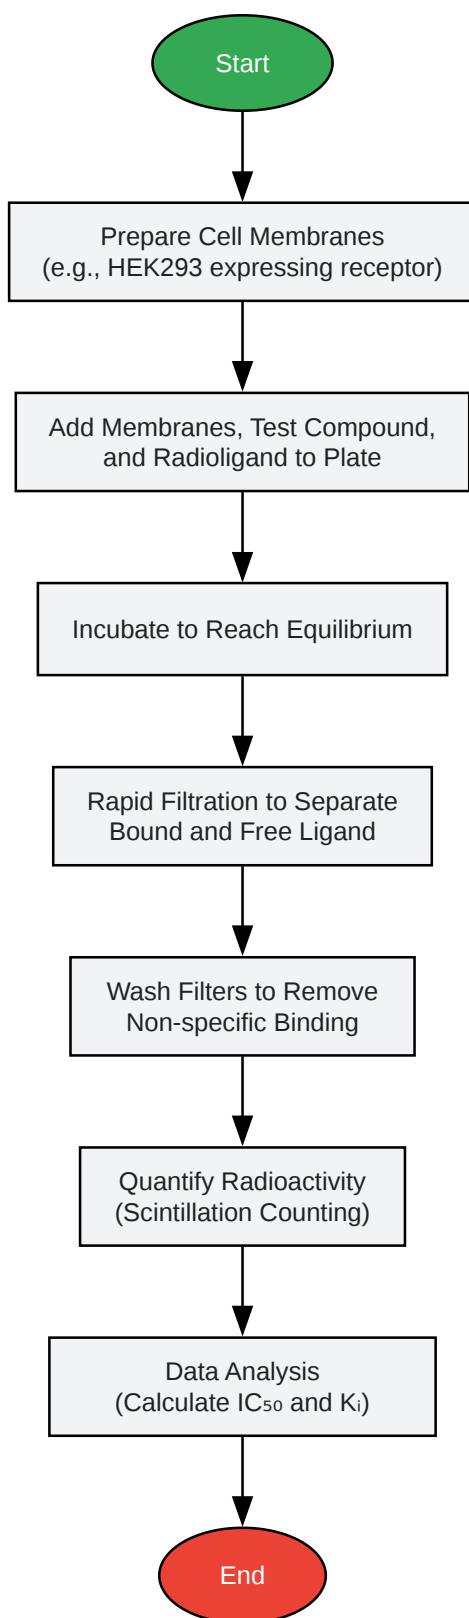 Start
Prepare Cell Membranes
(e.g., HEK293 expressing receptor)
Add Membranes, Test Compound,
and Radioligand to Plate
Incubate to Reach Equilibrium
Rapid Filtration to Separate
Bound and Free Ligand
Wash Filters to Remove
Non-specific Binding
Quantify Radioactivity
(Scintillation Counting)
Data Analysis
(Calculate IC₅₀ and Kᵢ)
End